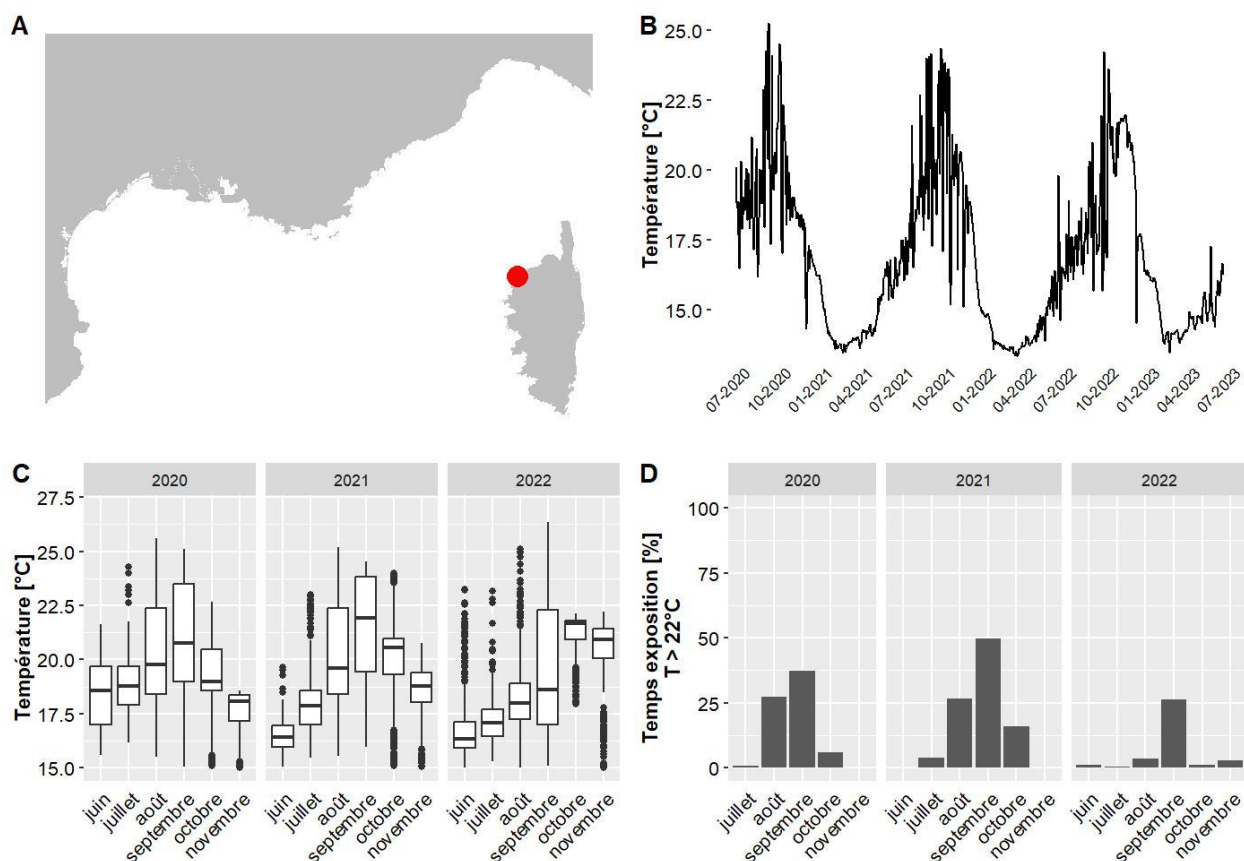 A
B
Température [°C]
25.0
22.5
20.0
17.5
15.0
07-2020
10-2020
01-2021
04-2021
07-2021
10-2021
01-2022
04-2022
07-2022
10-2022
01-2023
04-2023
07-2023
C
2020
2021
2022
Température [°C]
27.5
25.0
22.5
20.0
17.5
15.0
juin
juillet
août
septembre
octobre
novembre
juin
juillet
août
septembre
octobre
novembre
juin
juillet
août
septembre
octobre
novembre
D
2020
2021
2022
Temps exposition [%]
T > 22°C
100
75
50
25
0
juillet
août
septembre
octobre
novembre
juin
juillet
août
septembre
octobre
novembre
juin
juillet
août
septembre
octobre
novembre